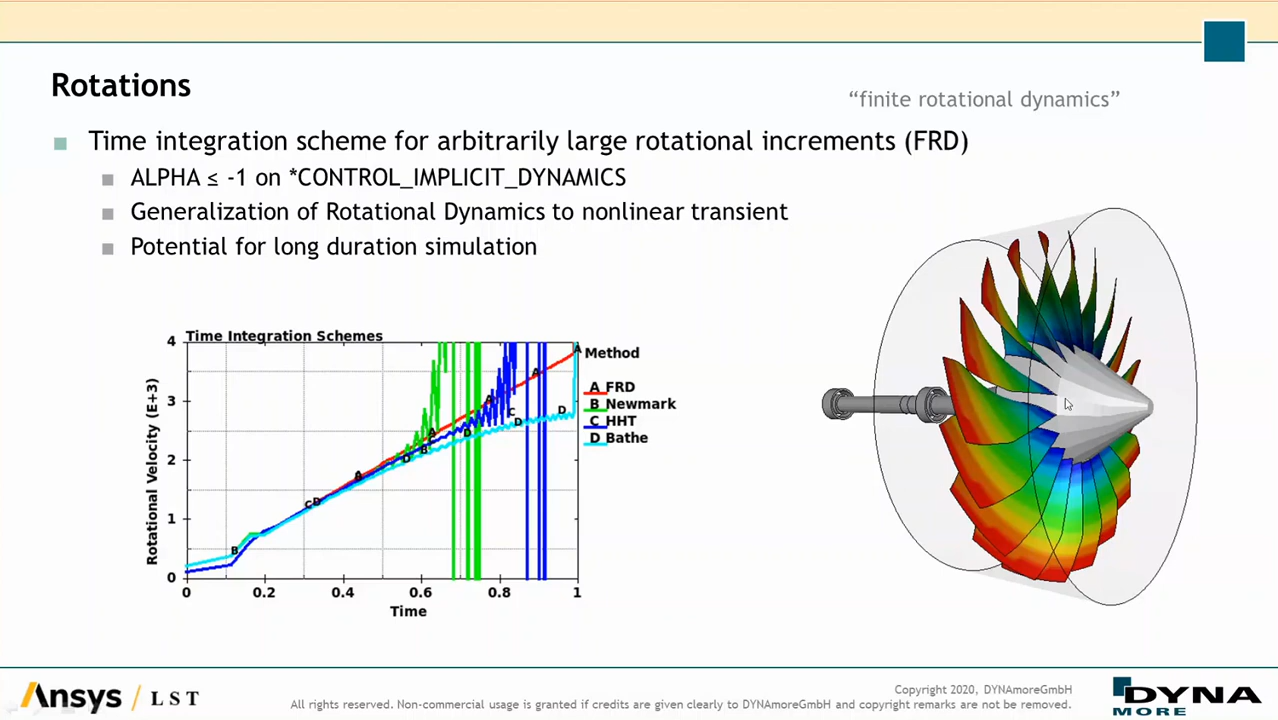 Rotations
“finite rotational dynamics”
Time integration scheme for arbitrarily large rotational increments (FRD)
ALPHA ≤ -1 on *CONTROL_IMPLICIT_DYNAMICS
Generalization of Rotational Dynamics to nonlinear transient
Potential for long duration simulation
Time Integration Schemes
Rotational Velocity (E+3)
4
3
2
1
0
0 0.2 0.4 0.6 0.8 1
Time
Method
A FRD
B Newmark
C HHT
D Bathe
Ansys / LST
Copyright 2020, DYNAmoreGmbH
All rights reserved. Non-commercial usage is granted if credits are given clearly to DYNAmoreGmbH and copyright remarks are not removed.
DYNA
MORE